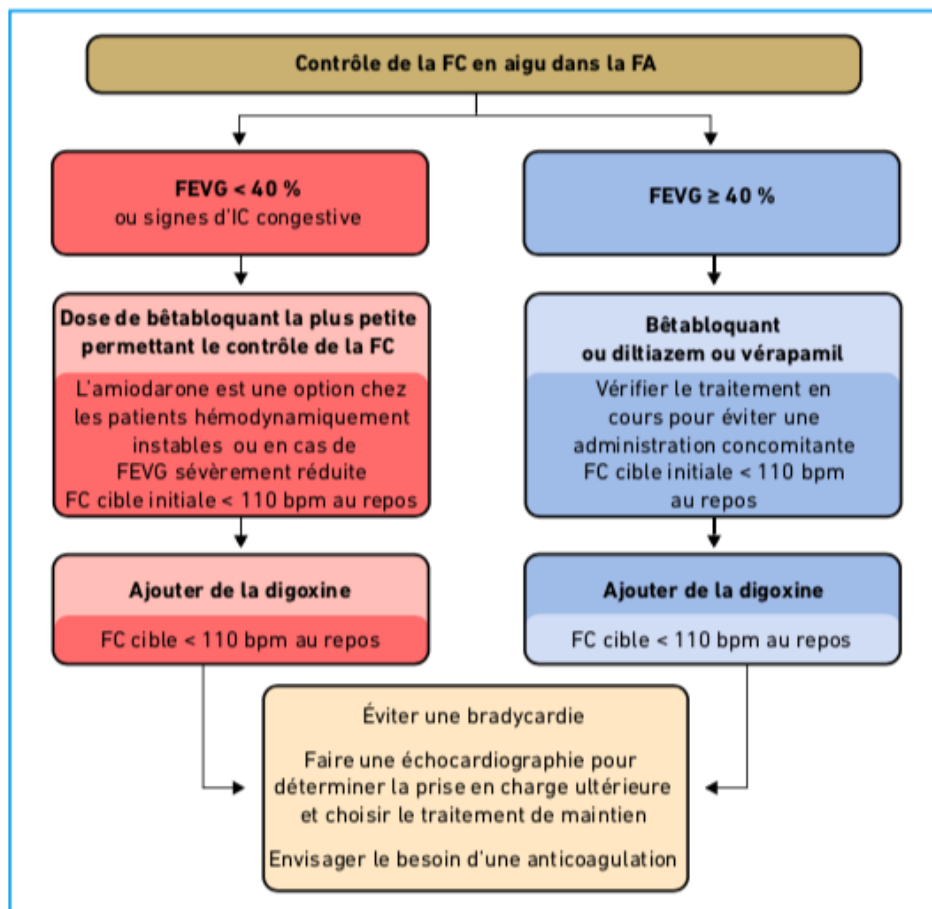 Contrôle de la FC en aigu dans la FA
FEVG < 40 %
ou signes d'IC congestive
FEVG ≥ 40 %
Dose de bêtabloquant la plus petite
permettant le contrôle de la FC
L'amiodarone est une option chez
les patients hémodynamiquement
instables ou en cas de
FEVG sévèrement réduite
FC cible initiale < 110 bpm au repos
Bêtabloquant
ou diltiazem ou vérapamil
Vérifier le traitement en
cours pour éviter une
administration concomitante
FC cible initiale < 110 bpm
au repos
Ajouter de la digoxine
FC cible < 110 bpm au repos
Ajouter de la digoxine
FC cible < 110 bpm au repos
Éviter une bradycardie
Faire une échocardiographie pour
déterminer la prise en charge ultérieure
et choisir le traitement de maintien
Envisager le besoin d'une anticoagulation